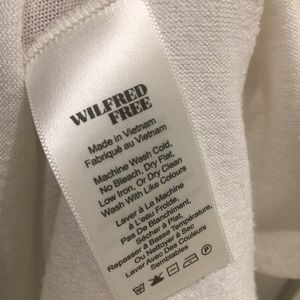 WILFRED
FREE
Made in Vietnam
Fabriqué au Vietnam
Machine Wash Cold,
No Bleach, Dry Flat,
Low Iron, Or Dry Clean
Wash With Like Colours
Laver À La Machine
à L'eau Froide,
Pas De Blanchiment,
Sécher à Plat,
Repasser à Basse Température,
Ou Nettoyer à Sec
Laver Avec Des Couleurs
Semblables